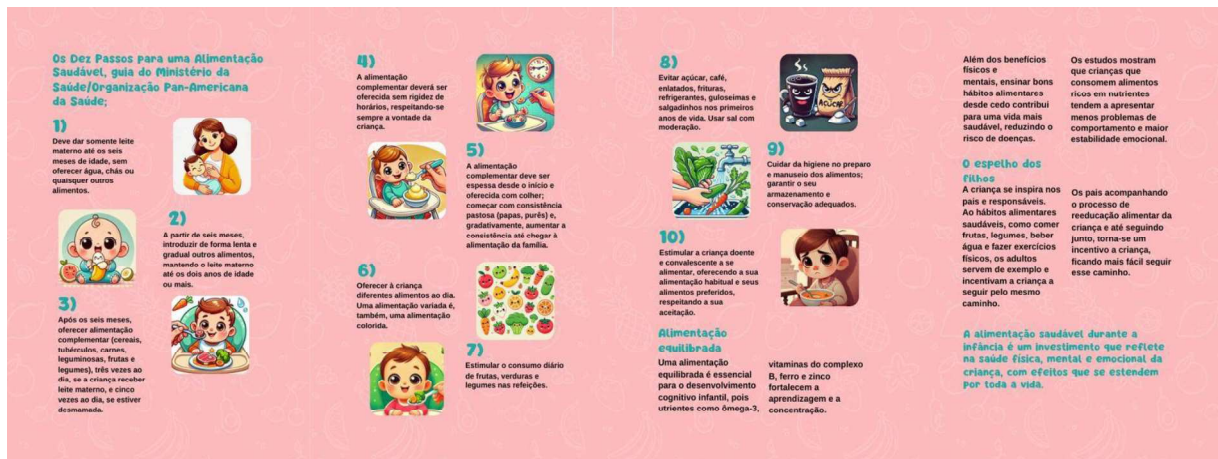 Os Dez Passos para uma Alimentação
Saudável, guia do Ministério da
Saúde/Organização Pan-Americana
da Saúde;
1)
Deve dar somente leite
materno até os seis
meses de idade, sem
oferecer água, chás ou
quaisquer outros
alimentos.
2)
A partir de seis meses,
introduzir de forma lenta e
gradual outros alimentos,
mantendo o leite materno
até os dois anos de idade
ou mais.
3)
Após os seis meses,
oferecer alimentação
complementar (cereais,
tubérculos, carnes,
leguminosas, frutas e
legumes), três vezes ao
dia, se a criança receber
leite materno, e cinco
vezes ao dia, se estiver
desmamada.
4)
A alimentação
complementar deverá ser
oferecida sem rigidez de
horários, respeitando-se
sempre a vontade da
criança.
5)
A alimentação
complementar deve ser
espessa desde o início e
oferecida com colher;
começar com consistência
pastosa (papas, purês) e,
gradativamente, aumentar a
consistência até chegar à
alimentação da família.
6)
Oferecer à criança
diferentes alimentos ao dia.
Uma alimentação variada é,
também, uma alimentação
colorida.
7)
Estimular o consumo diário
de frutas, verduras e
legumes nas refeições.
8)
Evitar açúcar, café,
enlatados, frituras,
refrigerantes, guloseimas e
salgadinhos nos primeiros
anos de vida. Usar sal com
moderação.
AÇUCAR
9)
Cuidar da higiene no preparo
e manuseio dos alimentos;
garantir o seu
armazenamento e
conservação adequados.
10)
Estimular a criança doente
e convalescente a se
alimentar, oferecendo a sua
alimentação habitual e seus
alimentos preferidos,
respeitando a sua
aceitação.
Alimentação
equilibrada
Uma alimentação
equilibrada é essencial
para o desenvolvimento
cognitivo infantil, pois
utrientes como ômega-3,
vitaminas do complexo
B, ferro e zinco
fortalecem a
aprendizagem e a
concentração.
Além dos benefícios
físicos e
mentais, ensinar bons
hábitos alimentares
desde cedo contribui
para uma vida mais
saudável, reduzindo o
risco de doenças.
Os estudos mostram
que crianças que
consomem alimentos
ricos em nutrientes
tendem a apresentar
menos problemas de
comportamento e maior
estabilidade emocional.
O espelho dos
filhos
A criança se inspira nos
pais e responsáveis.
Ao hábitos alimentares
saudáveis, como comer
frutas, legumes, beber
água e fazer exercícios
físicos, os adultos
servem de exemplo e
incentivam a criança a
seguir pelo mesmo
caminho.
Os pais acompanhando
o processo de
reeducação alimentar da
criança e até seguindo
junto, torna-se um
incentivo a criança,
ficando mais fácil seguir
esse caminho.
A alimentação saudável durante a
infância é um investimento que reflete
na saúde física, mental e emocional da
criança, com efeitos que se estendem
por toda a vida.